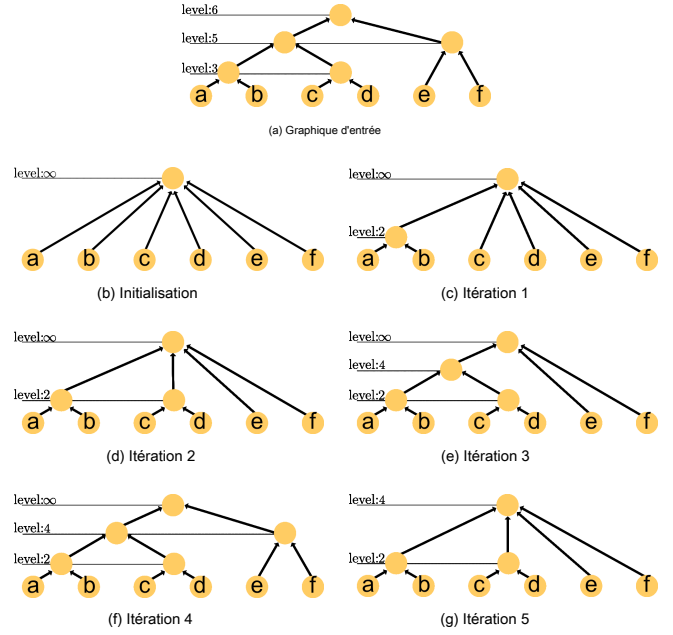 level:6
level:5
level:3
a b c d e f
(a) Graphique d'entrée
level:∞
a b c d e f
(b) Initialisation
level:∞
level:2
a b c d e f
(c) Itération 1
level:∞
level:2
a b c d e f
(d) Itération 2
level:∞
level:4
level:2
a b c d e f
(e) Itération 3
level:∞
level:4
level:2
a b c d e f
(f) Itération 4
level:4
level:2
a b c d e f
(g) Itération 5